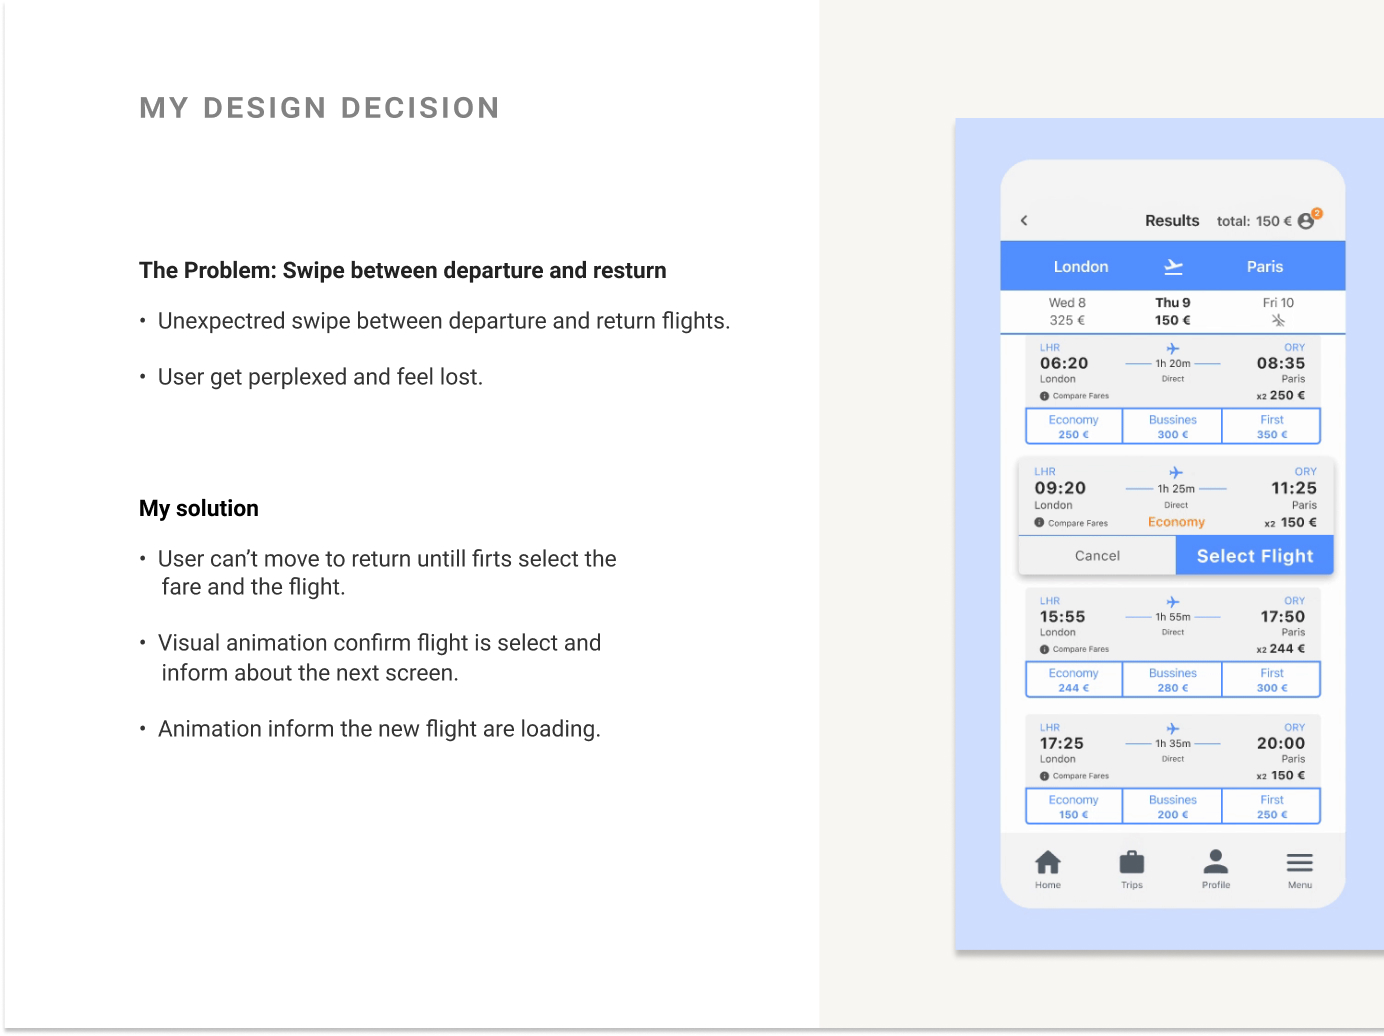 MY DESIGN DECISION
The Problem: Swipe between departure and resturn
• Unexpectred swipe between departure and return flights.
• User get perplexed and feel lost.
My solution
• User can’t move to return untill firts select the
fare and the flight.
• Visual animation confirm flight is select and
inform about the next screen.
• Animation inform the new flight are loading.
Results total: 150 € 2
London Paris
Wed 8 Thu 9 Fri 10
325 € 150 €
LHR ORY
06:20 1h 20m 08:35
London Direct Paris
Compare Fares x2 250 €
Economy Bussines First
250 € 300 € 350 €
LHR ORY
09:20 1h 25m 11:25
London Direct Paris
Compare Fares Economy x2 150 €
Cancel Select Flight
LHR ORY
15:55 1h 55m 17:50
London Direct Paris
Compare Fares x2 244 €
Economy Bussines First
244 € 280 € 300 €
LHR ORY
17:25 1h 35m 20:00
London Direct Paris
Compare Fares x2 150 €
Economy Bussines First
150 € 200 € 250 €
Home Trips Profile Menu